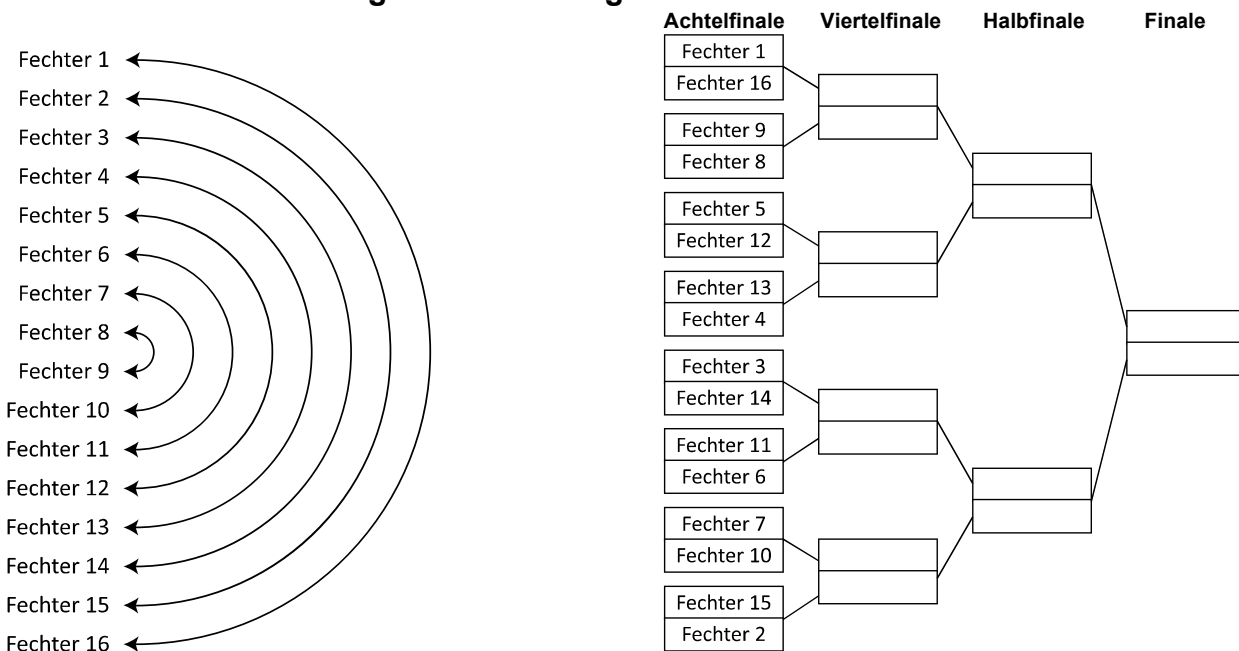 Fechter 1
Fechter 2
Fechter 3
Fechter 4
Fechter 5
Fechter 6
Fechter 7
Fechter 8
Fechter 9
Fechter 10
Fechter 11
Fechter 12
Fechter 13
Fechter 14
Fechter 15
Fechter 16
Achtelfinale Viertelfinale Halbfinale Finale
Fechter 1
Fechter 16
Fechter 9
Fechter 8
Fechter 5
Fechter 12
Fechter 13
Fechter 4
Fechter 3
Fechter 14
Fechter 11
Fechter 6
Fechter 7
Fechter 10
Fechter 15
Fechter 2